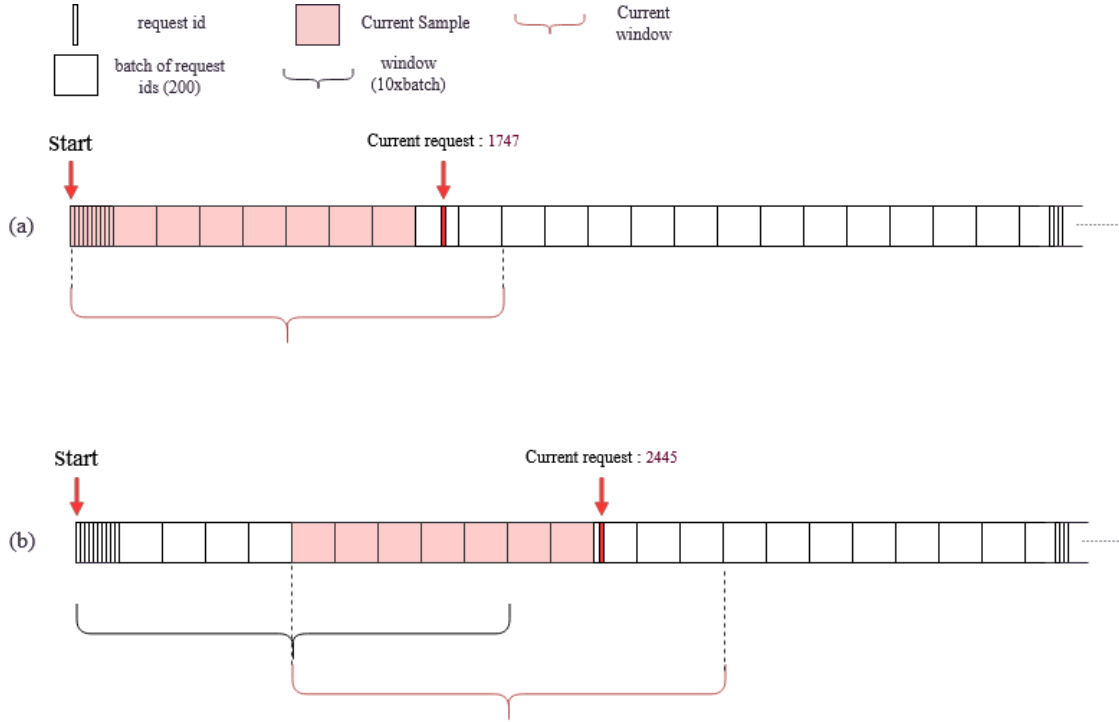 request id
Current Sample
Current
window
batch of request
ids (200)
window
(10xbatch)
Start
Current request : 1747
(a)
Start
Current request : 2445
(b)